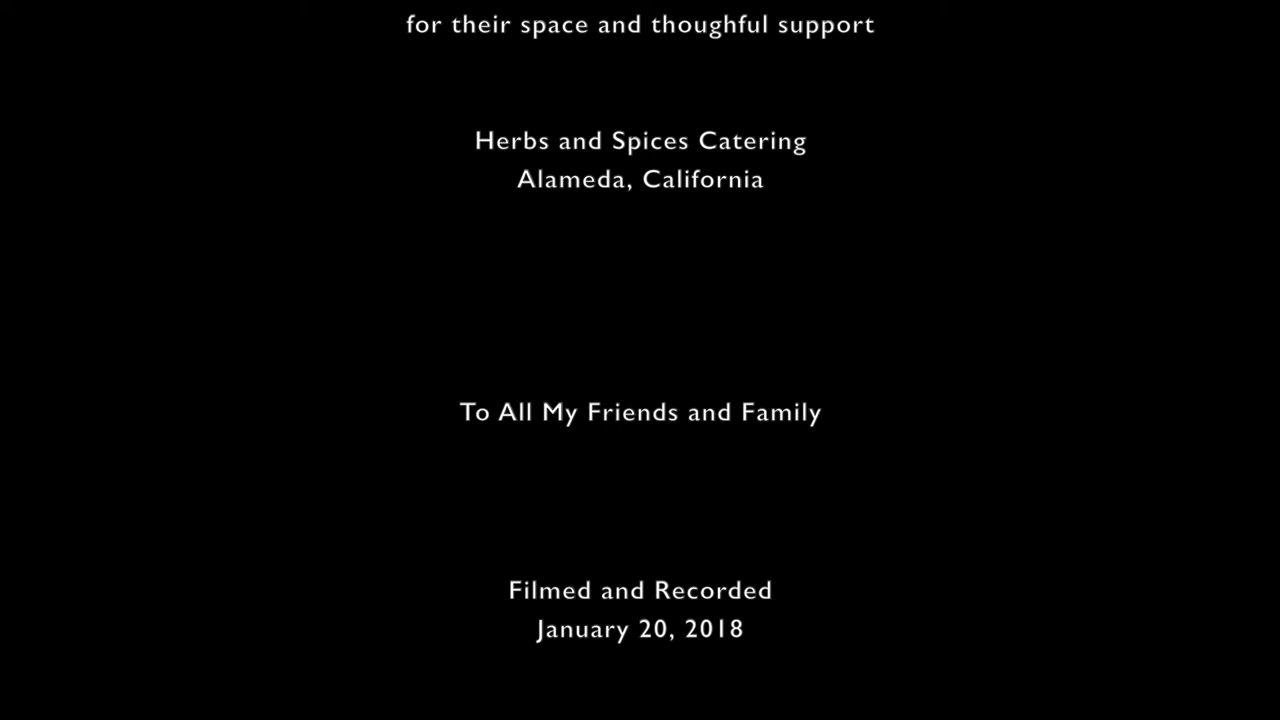 for their space and thoughful support
Herbs and Spices Catering
Alameda, California
To All My Friends and Family
Filmed and Recorded
January 20, 2018